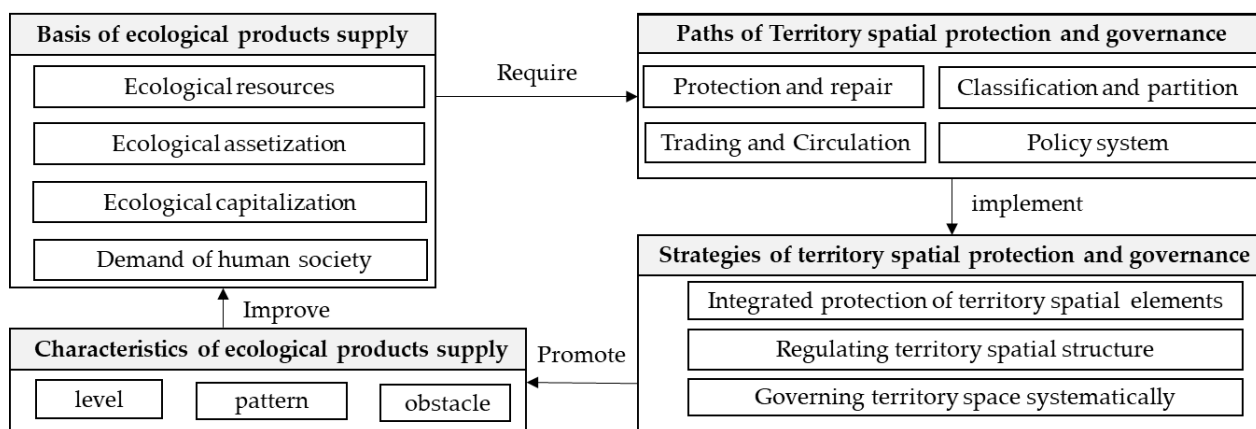 Basis of ecological products supply
Ecological resources
Ecological assetization
Ecological capitalization
Demand of human society
Require
Paths of Territory spatial protection and governance
Protection and repair
Classification and partition
Trading and Circulation
Policy system
implement
Strategies of territory spatial protection and governance
Integrated protection of territory spatial elements
Regulating territory spatial structure
Governing territory space systematically
Promote
Characteristics of ecological products supply
level
pattern
obstacle
Improve